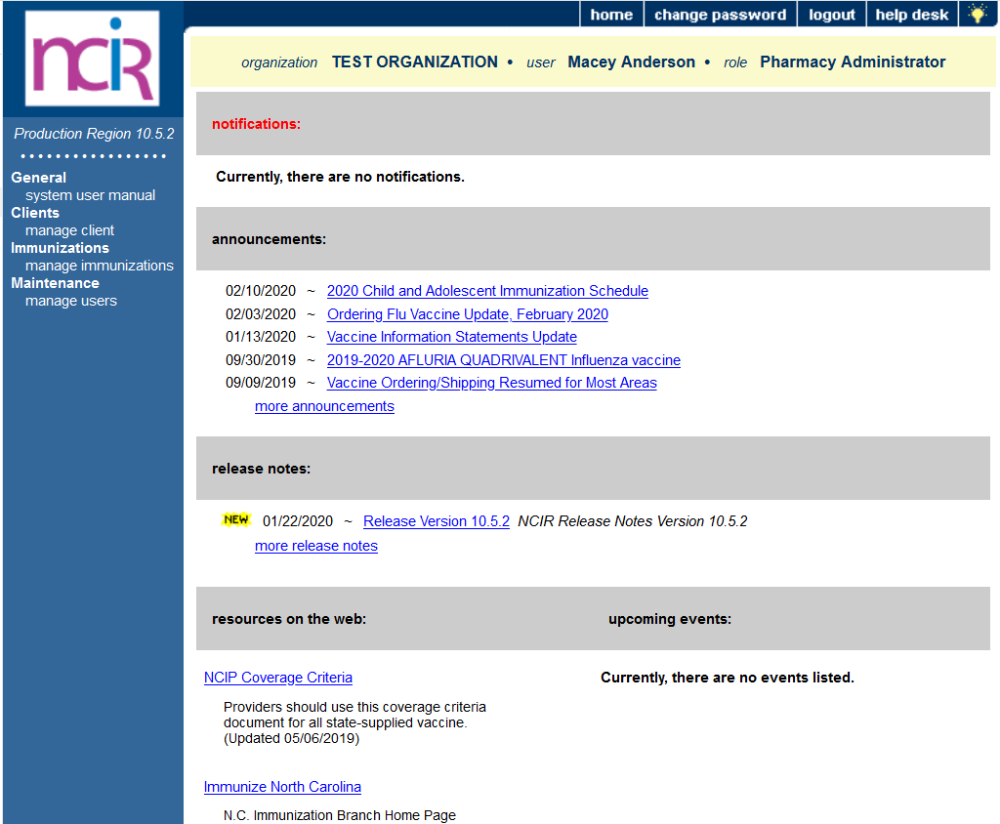 home change password logout help desk
nciR
organization TEST ORGANIZATION • user Macey Anderson • role Pharmacy Administrator
Production Region 10.5.2
General
system user manual
Clients
manage client
Immunizations
manage immunizations
Maintenance
manage users
notifications:
Currently, there are no notifications.
announcements:
02/10/2020 ~ 2020 Child and Adolescent Immunization Schedule
02/03/2020 ~ Ordering Flu Vaccine Update, February 2020
01/13/2020 ~ Vaccine Information Statements Update
09/30/2019 ~ 2019-2020 AFLURIA QUADRIVALENT Influenza vaccine
09/09/2019 ~ Vaccine Ordering/Shipping Resumed for Most Areas
more announcements
release notes:
NEW 01/22/2020 ~ Release Version 10.5.2 NCIR Release Notes Version 10.5.2
more release notes
resources on the web:
NCIP Coverage Criteria
Providers should use this coverage criteria
document for all state-supplied vaccine.
(Updated 05/06/2019)
Immunize North Carolina
N.C. Immunization Branch Home Page
upcoming events:
Currently, there are no events listed.